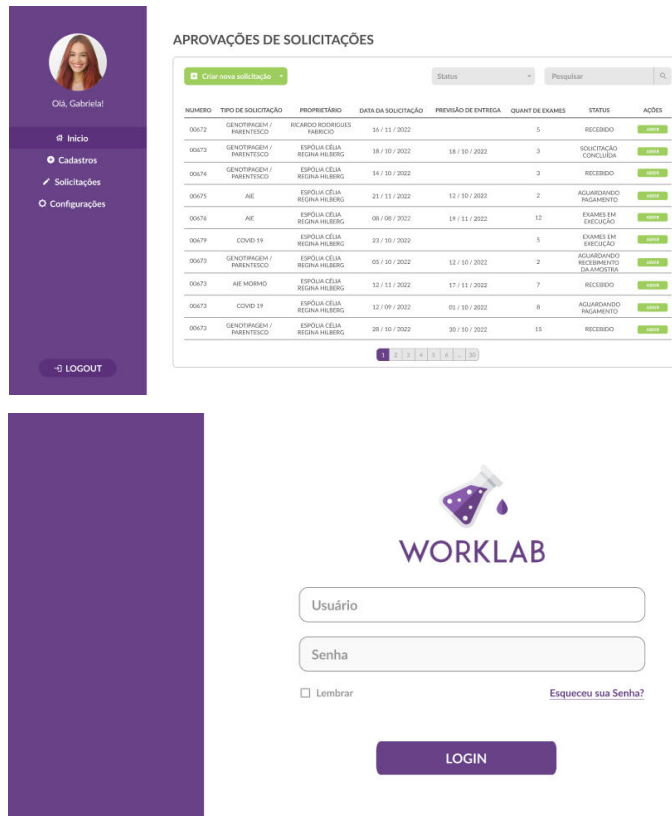 APROVAÇÕES DE SOLICITAÇÕES
Olá, Gabriela!
Inicio
Cadastros
Solicitações
Configurações
LOGOUT
Criar nova solicitação
Status
Pesquisar
NUMERO TIPO DE SOLICITAÇÃO PROPRIETÁRIO DATA DA SOLICITAÇÃO PREVISÃO DE ENTREGA QUANT DE EXAMES STATUS AÇÕES
00672 GENOTIPAGEM / PARENTESCO RICARDO RODRIGUES FABRICIO 16 / 11 / 2022 5 RECEBIDO
00673 GENOTIPAGEM / PARENTESCO ESPÓLIA CÉLIA REGINA HILBERG 18 / 10 / 2022 18 / 10 / 2022 3 SOLICITAÇÃO CONCLUÍDA
00674 GENOTIPAGEM / PARENTESCO ESPÓLIA CÉLIA REGINA HILBERG 14 / 10 / 2022 3 RECEBIDO
00675 AIE ESPÓLIA CÉLIA REGINA HILBERG 21 / 11 / 2022 12 / 10 / 2022 2 AGUARDANDO PAGAMENTO
00676 AIE ESPÓLIA CÉLIA REGINA HILBERG 08 / 08 / 2022 19 / 11 / 2022 12 EXAMES EM EXECUÇÃO
00679 COVID 19 ESPÓLIA CÉLIA REGINA HILBERG 23 / 10 / 2022 5 EXAMES EM EXECUÇÃO
00673 GENOTIPAGEM / PARENTESCO ESPÓLIA CÉLIA REGINA HILBERG 05 / 10 / 2022 12 / 10 / 2022 2 AGUARDANDO RECEBIMENTO DA AMOSTRA
00673 AIE MORMO ESPÓLIA CÉLIA REGINA HILBERG 12 / 11 / 2022 17 / 11 / 2022 7 RECEBIDO
00673 COVID 19 ESPÓLIA CÉLIA REGINA HILBERG 12 / 09 / 2022 01 / 10 / 2022 8 AGUARDANDO PAGAMENTO
00673 GENOTIPAGEM / PARENTESCO ESPÓLIA CÉLIA REGINA HILBERG 28 / 10 / 2022 30 / 10 / 2022 15 RECEBIDO
1 2 3 4 5 6 ... 30
WORKLAB
Usuário
Senha
Lembrar
Esqueceu sua Senha?
LOGIN